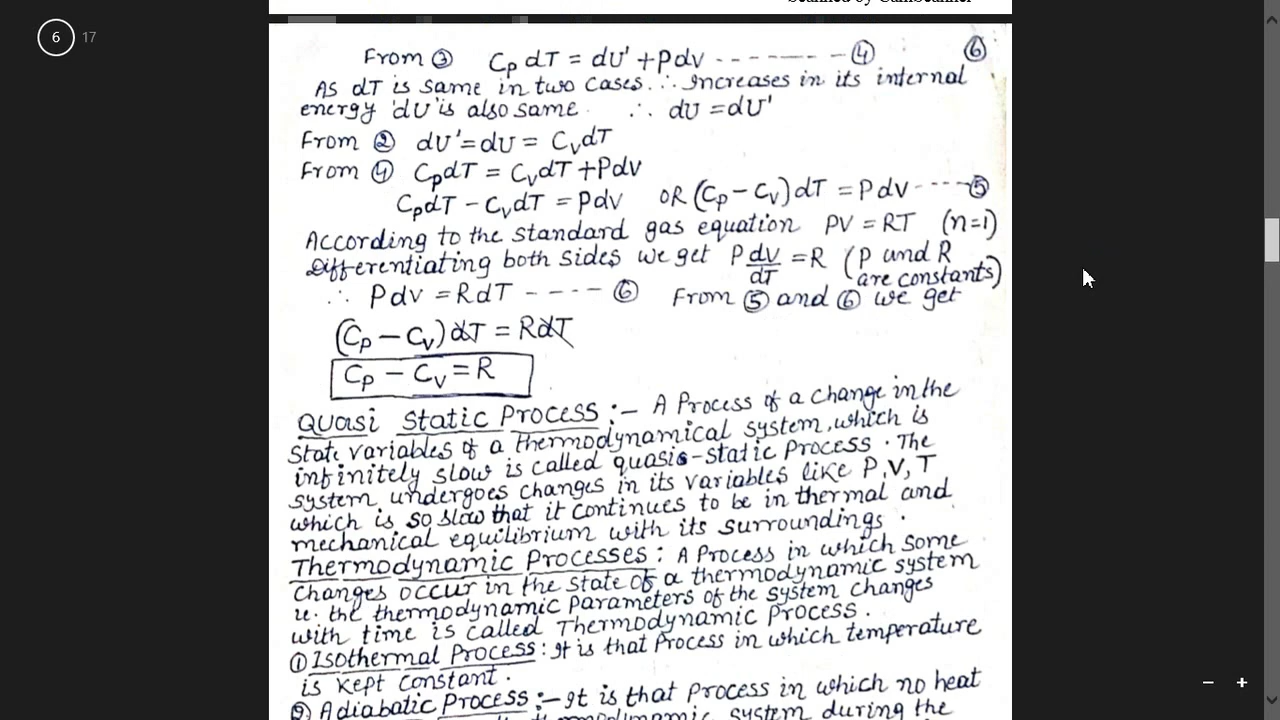 6 17
From ③ CpdT = dU' + Pdv - - - - - - - - ④ ⑥
As dT is same in two cases. ∴ Increases in its internal
energy 'dU' is also same. ∴ dU = dU'
From ② dU' = dU = CvdT
From ④ CpdT = CvdT + Pdv
CpdT - CvdT = Pdv OR (Cp - Cv) dT = Pdv - - - - ⑤
According to the standard gas equation PV = RT (n=1)
Differentiating both sides we get P dv/dT = R (P and R
are constants)
∴ Pdv = RdT - - - - ⑥ From ⑤ and ⑥ we get
(Cp - Cv) dT = RdT
Cp - Cv = R
Quasi Static Process :- A Process of a change in the
State variables of a thermodynamical system, which is
infinitely slow is called quasi-static Process. The
system undergoes changes in its variables like P, V, T
which is so slow that it continues to be in thermal and
mechanical equilibrium with its surroundings.
Thermodynamic Processes : A Process in which some
changes occur in the state of a thermodynamic system
i.e. the thermodynamic parameters of the system changes
with time is called Thermodynamic Process.
① Isothermal Process : It is that Process in which temperature
is kept constant.
② Adiabatic Process :- It is that process in which no heat
system during the